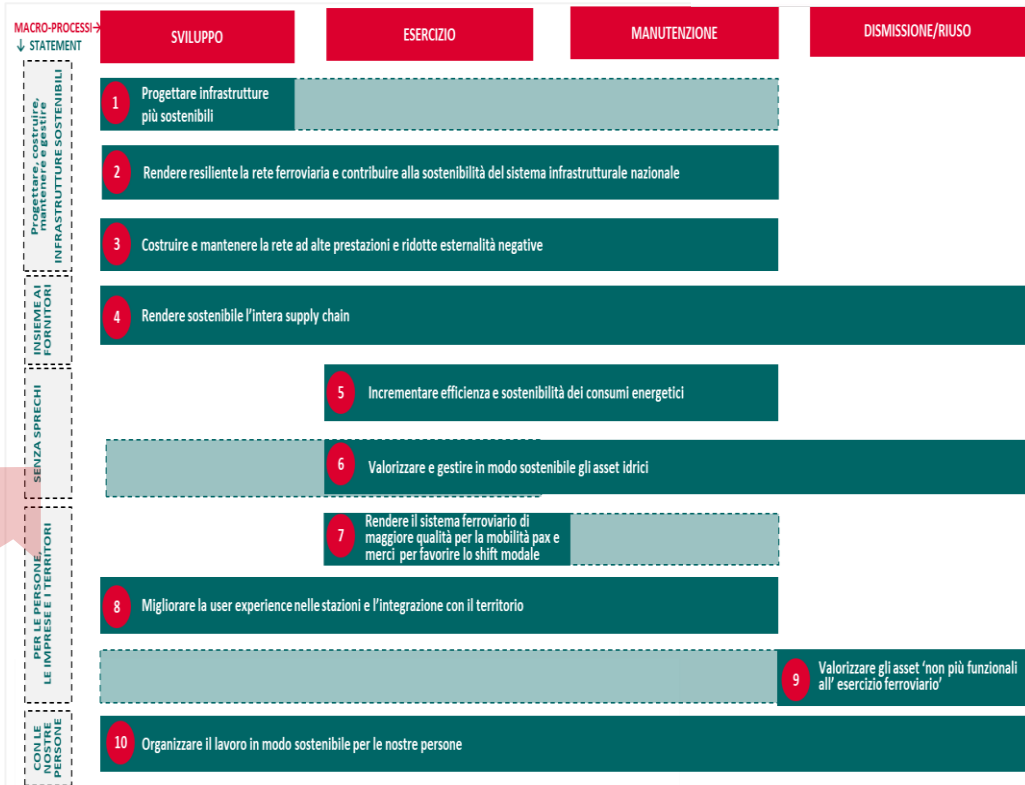 MACRO-PROCESSI→
↓ STATEMENT
SVILUPPO
ESERCIZIO
MANUTENZIONE
DISMISSIONE/RIUSO
Progettare, costruire,
mantenere e gestire
INFRASTRUTTURE SOSTENIBILI
1
Progettare infrastrutture
più sostenibili
2
Rendere resiliente la rete ferroviaria e contribuire alla sostenibilità del sistema infrastrutturale nazionale
3
Costruire e mantenere la rete ad alte prestazioni e ridotte esternalità negative
INSIEME AI
FORNITORI
4
Rendere sostenibile l'intera supply chain
SENZA SPRECHI
5
Incrementare efficienza e sostenibilità dei consumi energetici
6
Valorizzare e gestire in modo sostenibile gli asset idrici
PER LE PERSONE,
LE IMPRESE E I TERRITORI
7
Rendere il sistema ferroviario di
maggiore qualità per la mobilità pax e
merci per favorire lo shift modale
8
Migliorare la user experience nelle stazioni e l'integrazione con il territorio
9
Valorizzare gli asset 'non più funzionali
all' esercizio ferroviario'
CON LE
NOSTRE
PERSONE
10
Organizzare il lavoro in modo sostenibile per le nostre persone